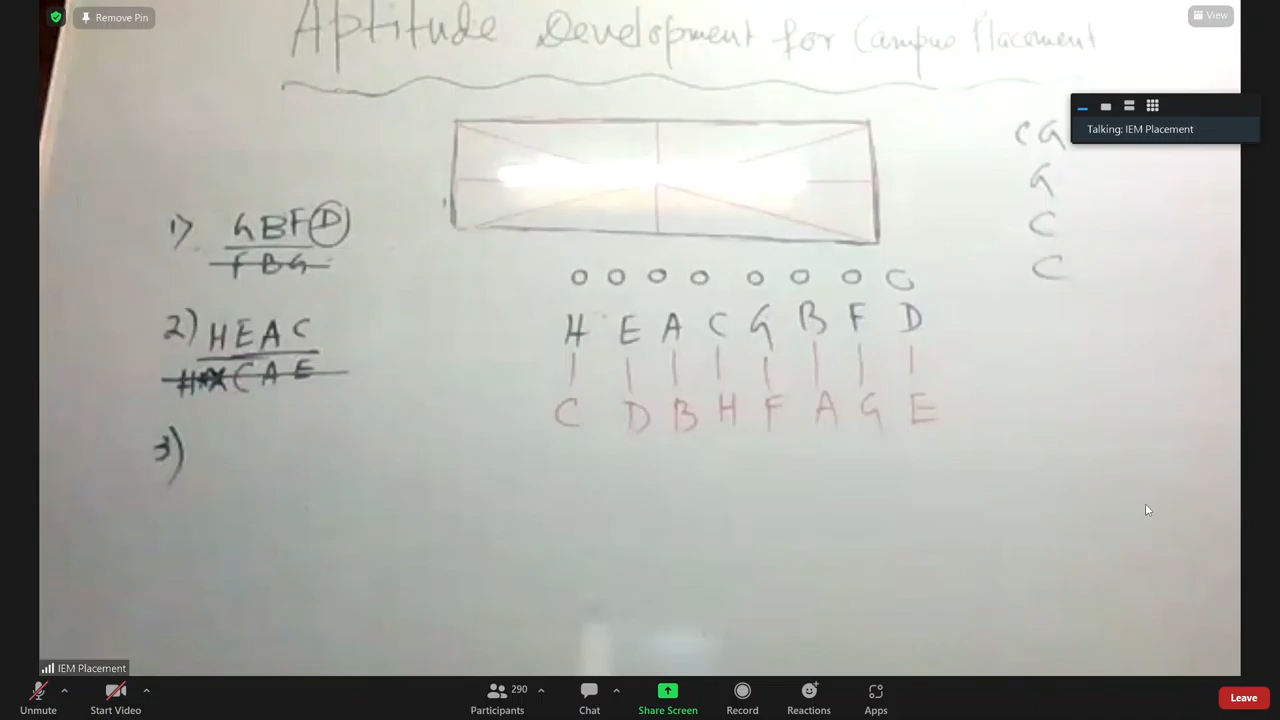 Remove Pin
View
Aptitude Development for Campus Placement
Talking: IEM Placement
C G
G
C
C
1) G B F D
F B G
2) H E A C
C A E
3)
H E A C G B F D
C D B H F A G E
IEM Placement
Unmute
Start Video
290
Participants
Chat
Share Screen
Record
Reactions
Apps
Leave